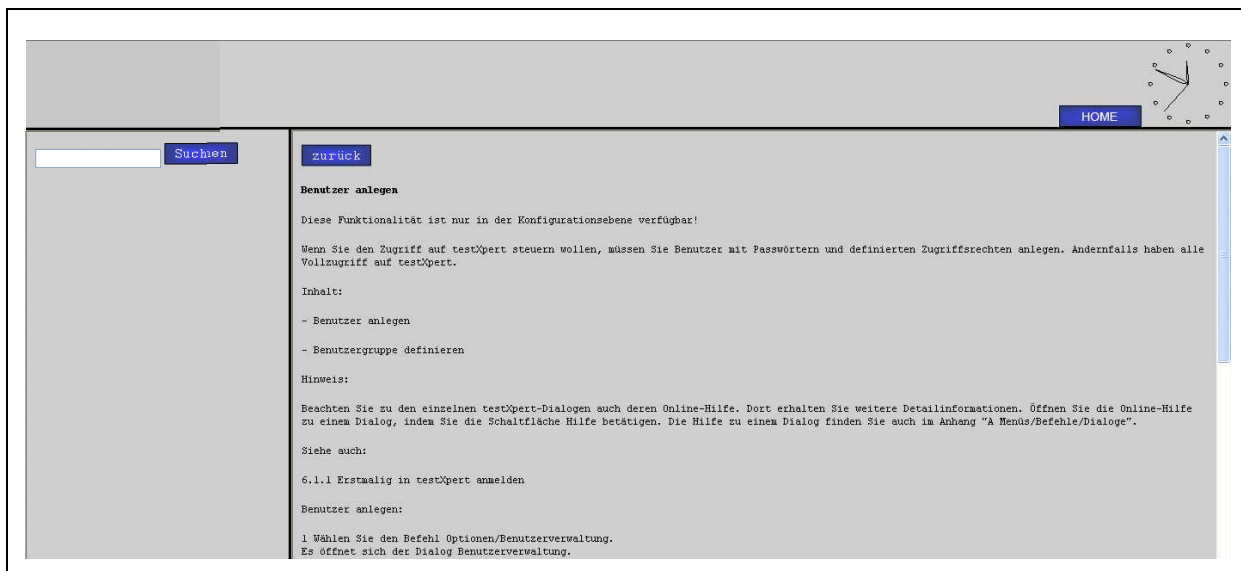 HOME
Suchen
zurück
Benutzer anlegen
Diese Funktionalität ist nur in der Konfigurationsebene verfügbar!
Wenn Sie den Zugriff auf testXpert steuern wollen, müssen Sie Benutzer mit Passwörtern und definierten Zugriffsrechten anlegen. Andernfalls haben alle
Vollzugriff auf testXpert.
Inhalt:
- Benutzer anlegen
- Benutzergruppe definieren
Hinweis:
Beachten Sie zu den einzelnen testXpert-Dialogen auch deren Online-Hilfe. Dort erhalten Sie weitere Detailinformationen. Öffnen Sie die Online-Hilfe
zu einem Dialog, indem Sie die Schaltfläche Hilfe betätigen. Die Hilfe zu einem Dialog finden Sie auch im Anhang "A Menüs/Befehle/Dialoge".
Siehe auch:
6.1.1 Erstmalig in testXpert anmelden
Benutzer anlegen:
1 Wählen Sie den Befehl Optionen/Benutzerverwaltung.
Es öffnet sich der Dialog Benutzerverwaltung.